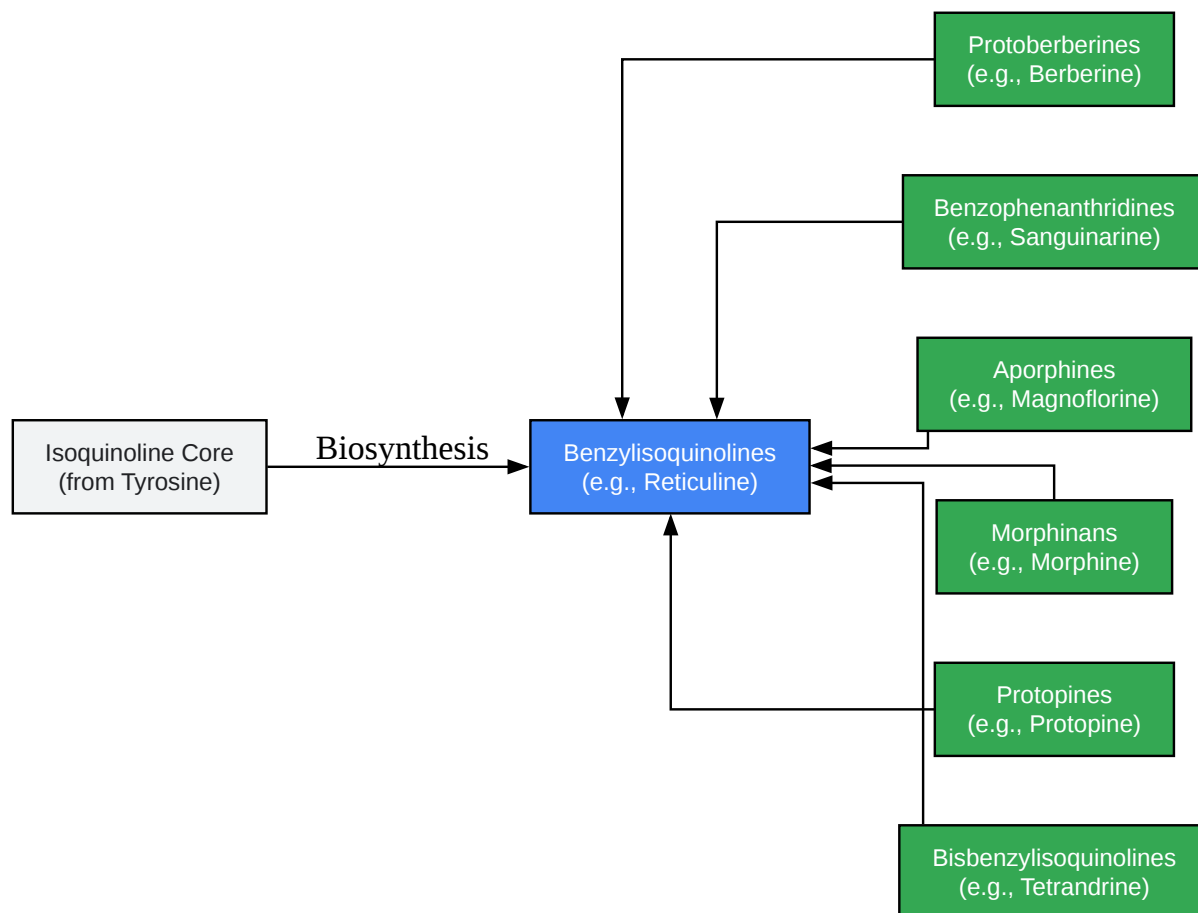 Protoberberines
(e.g., Berberine)
Benzophenanthridines
(e.g., Sanguinarine)
Aporphines
(e.g., Magnoflorine)
Isoquinoline Core
(from Tyrosine)
Biosynthesis
Benzylisoquinolines
(e.g., Reticuline)
Morphinans
(e.g., Morphine)
Protopines
(e.g., Protopine)
Bisbenzylisoquinolines
(e.g., Tetrandrine)